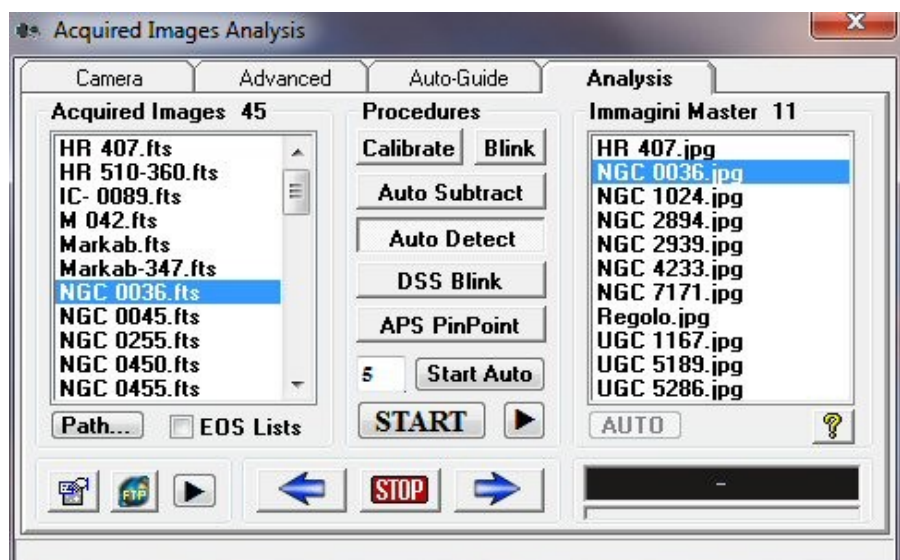 Acquired Images Analysis
Camera Advanced Auto-Guide Analysis
Acquired Images 45
HR 407.fts
HR 510-360.fts
IC- 0089.fts
M 042.fts
Markab.fts
Markab-347.fts
NGC 0036.fts
NGC 0045.fts
NGC 0255.fts
NGC 0450.fts
NGC 0455.fts
Path...
EOS Lists
Procedures
Calibrate Blink
Auto Subtract
Auto Detect
DSS Blink
APS PinPoint
5 Start Auto
START
Immagini Master 11
HR 407.jpg
NGC 0036.jpg
NGC 1024.jpg
NGC 2894.jpg
NGC 2939.jpg
NGC 4233.jpg
NGC 7171.jpg
Regolo.jpg
UGC 1167.jpg
UGC 5189.jpg
UGC 5286.jpg
AUTO ?
FTP
STOP
-